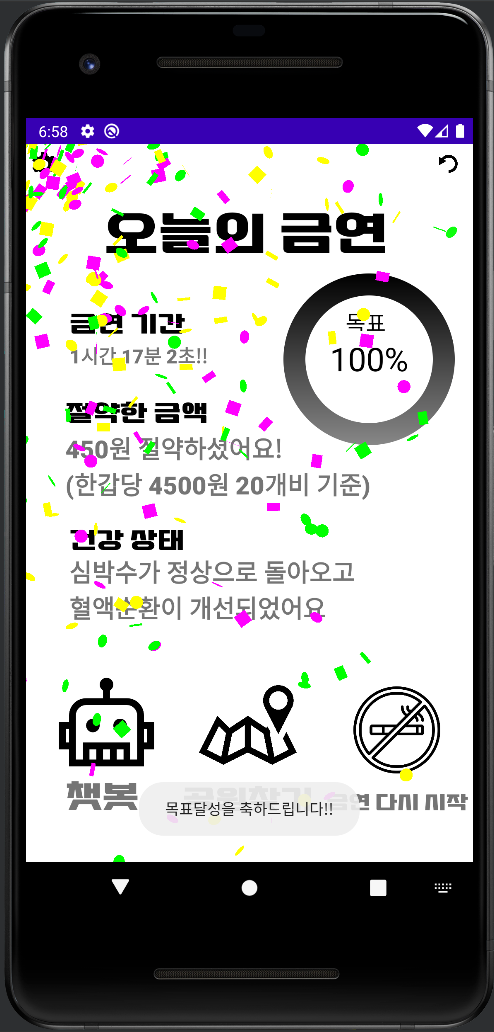 6:58
오늘의 금연
금연 기간
1시간 17분 2초!!
목표
100%
절약한 금액
450원 절약하셨어요!
(한갑당 4500원 20개비 기준)
건강 상태
심박수가 정상으로 돌아오고
혈액순환이 개선되었어요
챗봇
금연 다시 시작
목표달성을 축하드립니다!!